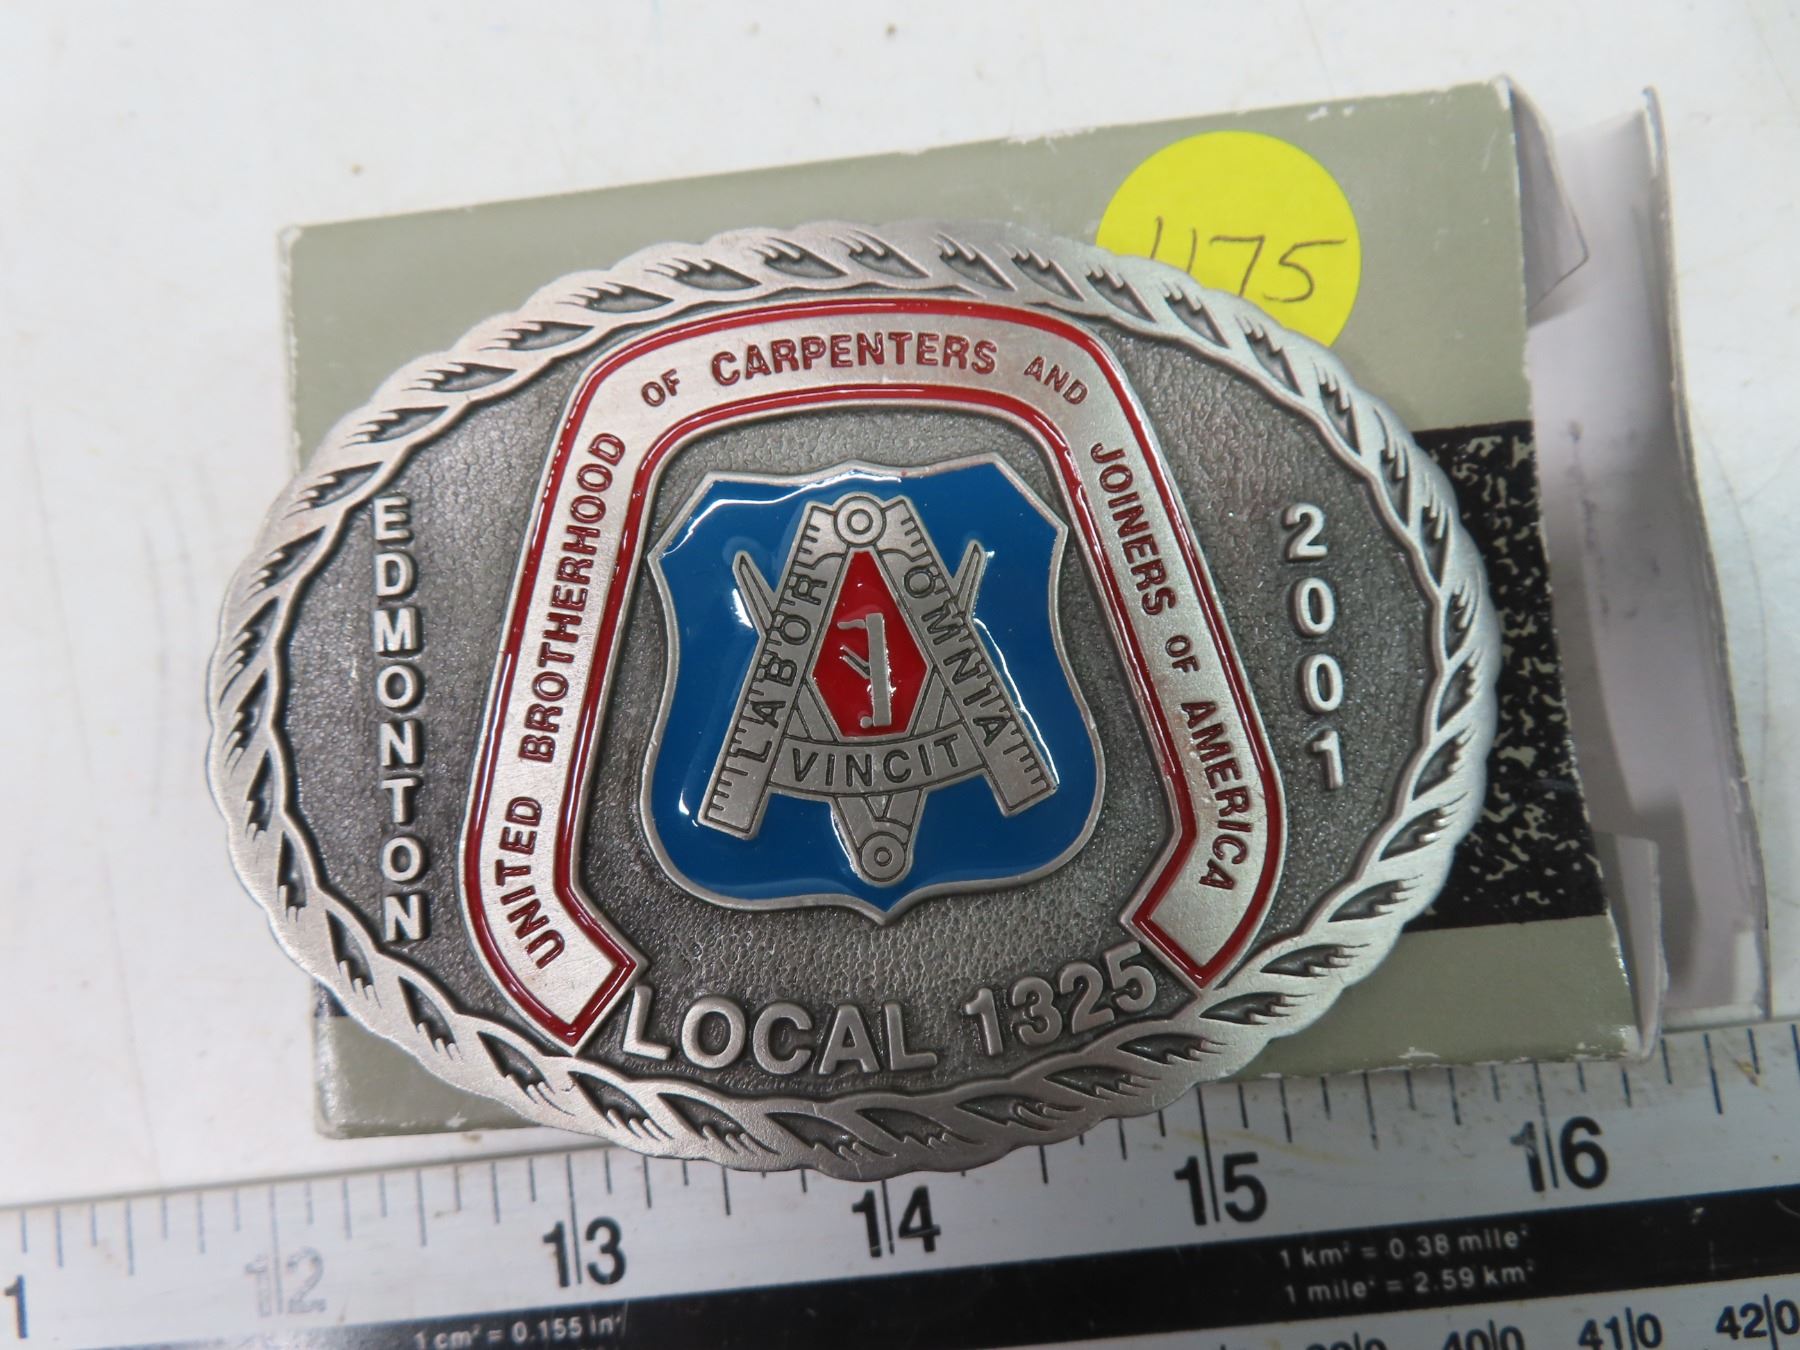 1175
UNITED BROTHERHOOD OF CARPENTERS AND JOINERS OF AMERICA
EDMONTON
2001
LABOR OMNIA
VINCIT
LOCAL 1325
12 13 14 15 16
1 km² = 0.38 mile²
1 mile² = 2.59 km²
1 cm² = 0.155 in²
40 41 42